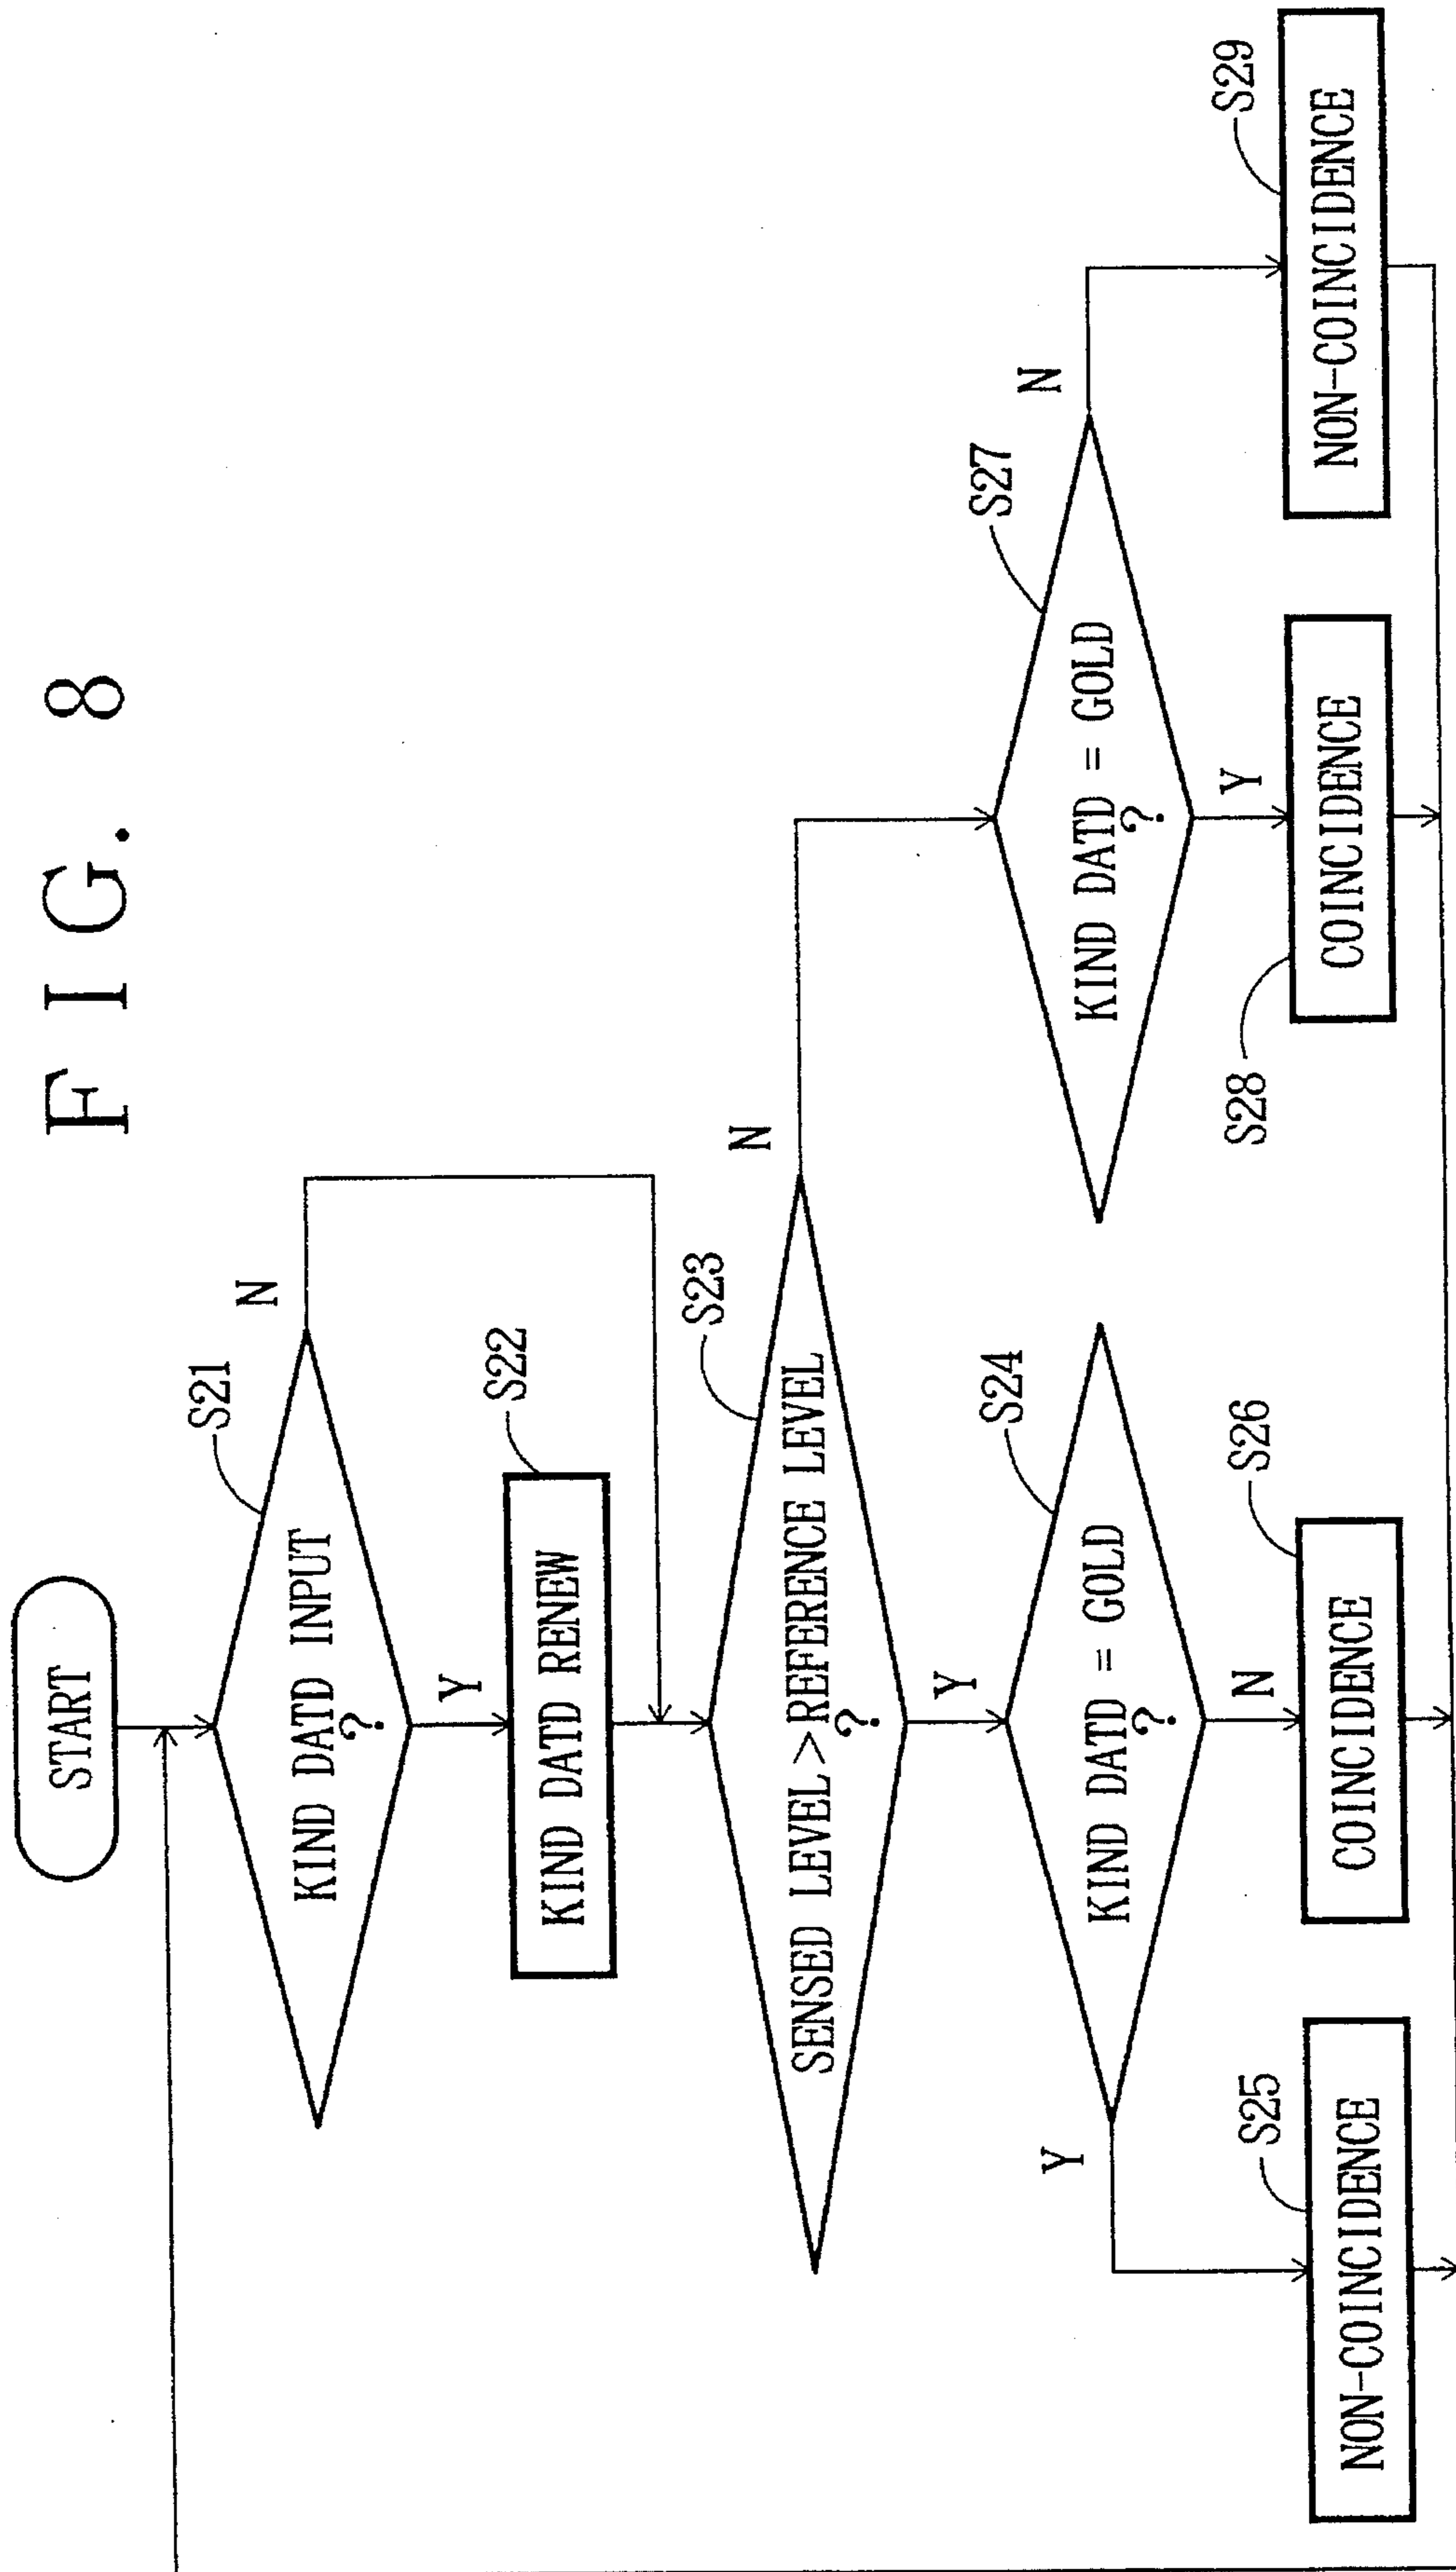 FIG. 8
START
S21
KIND DATD INPUT
?
N
Y
S22
KIND DATD RENEW
S23
SENSED LEVEL>REFERENCE LEVEL
?
N
Y
S24
KIND DATD = GOLD
?
Y
N
S27
KIND DATD = GOLD
?
N
Y
S25
NON-COINCIDENCE
S26
COINCIDENCE
S28
COINCIDENCE
S29
NON-COINCIDENCE